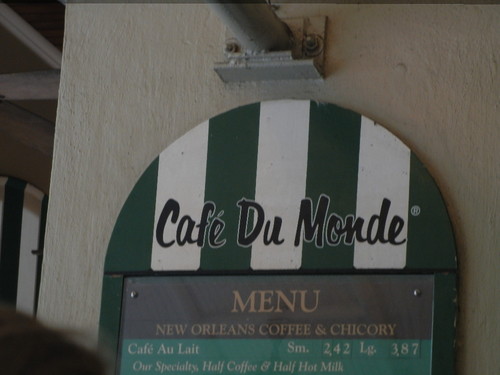 Café Du Monde®
MENU
NEW ORLEANS COFFEE & CHICORY
Café Au Lait Sm. 2.42 Lg. 3.87
Our Specialty, Half Coffee & Half Hot Milk